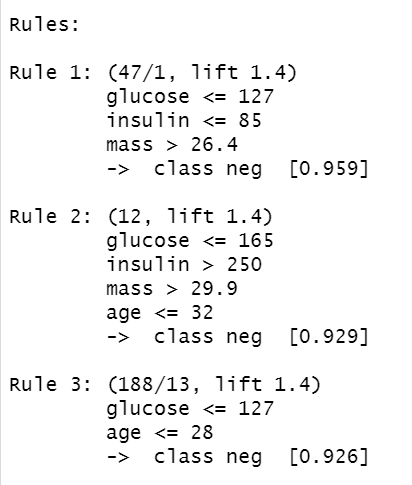 Rules:
Rule 1: (47/1, lift 1.4)
glucose <= 127
insulin <= 85
mass > 26.4
->  class neg  [0.959]
Rule 2: (12, lift 1.4)
glucose <= 165
insulin > 250
mass > 29.9
age <= 32
->  class neg  [0.929]
Rule 3: (188/13, lift 1.4)
glucose <= 127
age <= 28
->  class neg  [0.926]